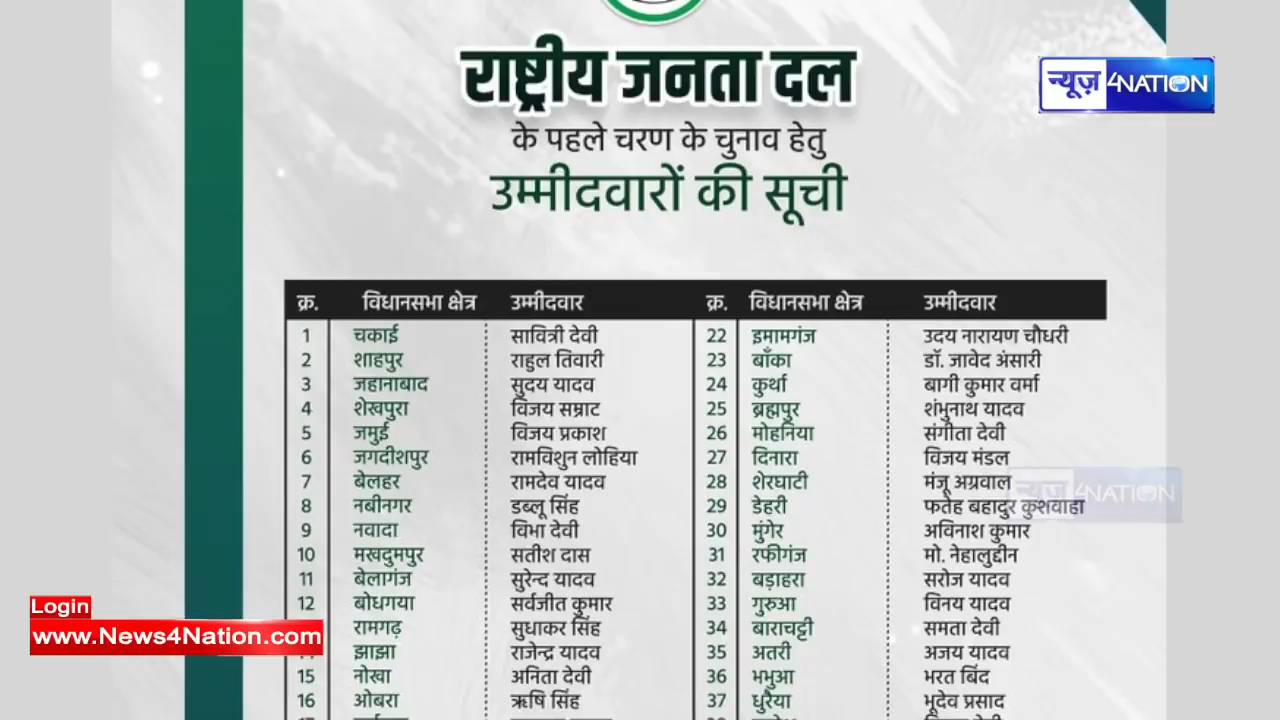 राष्ट्रीय जनता दल
न्यूज़ 4NATION
के पहले चरण के चुनाव हेतु
उम्मीदवारों की सूची
क्र. विधानसभा क्षेत्र उम्मीदवार क्र. विधानसभा क्षेत्र उम्मीदवार
1 चकाई सावित्री देवी 22 इमामगंज उदय नारायण चौधरी
2 शाहपुर राहुल तिवारी 23 बाँका डॉ. जावेद अंसारी
3 जहानाबाद सुदय यादव 24 कुर्था बागी कुमार वर्मा
4 शेखपुरा विजय सम्राट 25 ब्रह्मपुर शंभुनाथ यादव
5 जमुई विजय प्रकाश 26 मोहनिया संगीता देवी
6 जगदीशपुर रामविशुन लोहिया 27 दिनारा विजय मंडल
7 बेलहर रामदेव यादव 28 शेरघाटी मंजू अग्रवाल
8 नबीनगर डब्लू सिंह 29 डेहरी फतेह बहादुर कुशवाहा
न्यूज़ 4NATION
9 नवादा विभा देवी 30 मुंगेर अविनाश कुमार
10 मखदुमपुर सतीश दास 31 रफीगंज मो. नेहालुद्दीन
11 बेलागंज सुरेन्द यादव 32 बड़ाहरा सरोज यादव
12 बोधगया सर्वजीत कुमार 33 गुरुआ विनय यादव
रामगढ़ सुधाकर सिंह 34 बाराचट्टी समता देवी
झाझा राजेन्द्र यादव 35 अतरी अजय यादव
15 नोखा अनिता देवी 36 भभुआ भरत बिंद
16 ओबरा ऋषि सिंह 37 धुरैया भूदेव प्रसाद
Login
www.News4Nation.com